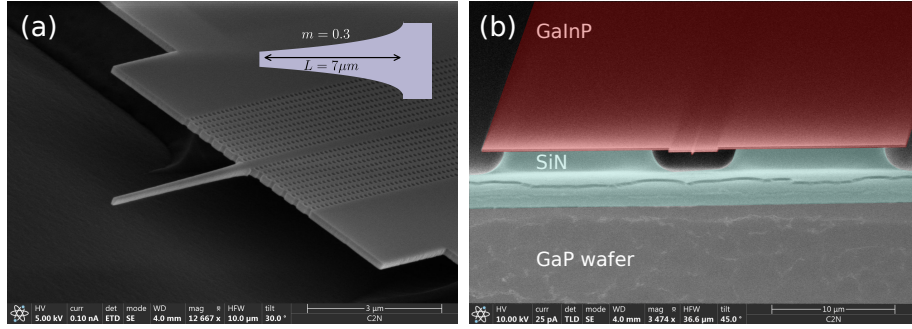 (a)
m = 0.3
L = 7μm
HV curr det mode WD mag ⌑ HFW tilt
5.00 kV 0.10 nA ETD SE 4.0 mm 12 667 x 10.0 μm 30.0 °
3 μm
C2N
(b)
GaInP
SiN
GaP wafer
HV curr det mode WD mag ⌑ HFW tilt
10.00 kV 25 pA TLD SE 4.0 mm 3 474 x 36.6 μm 45.0 °
10 μm
C2N